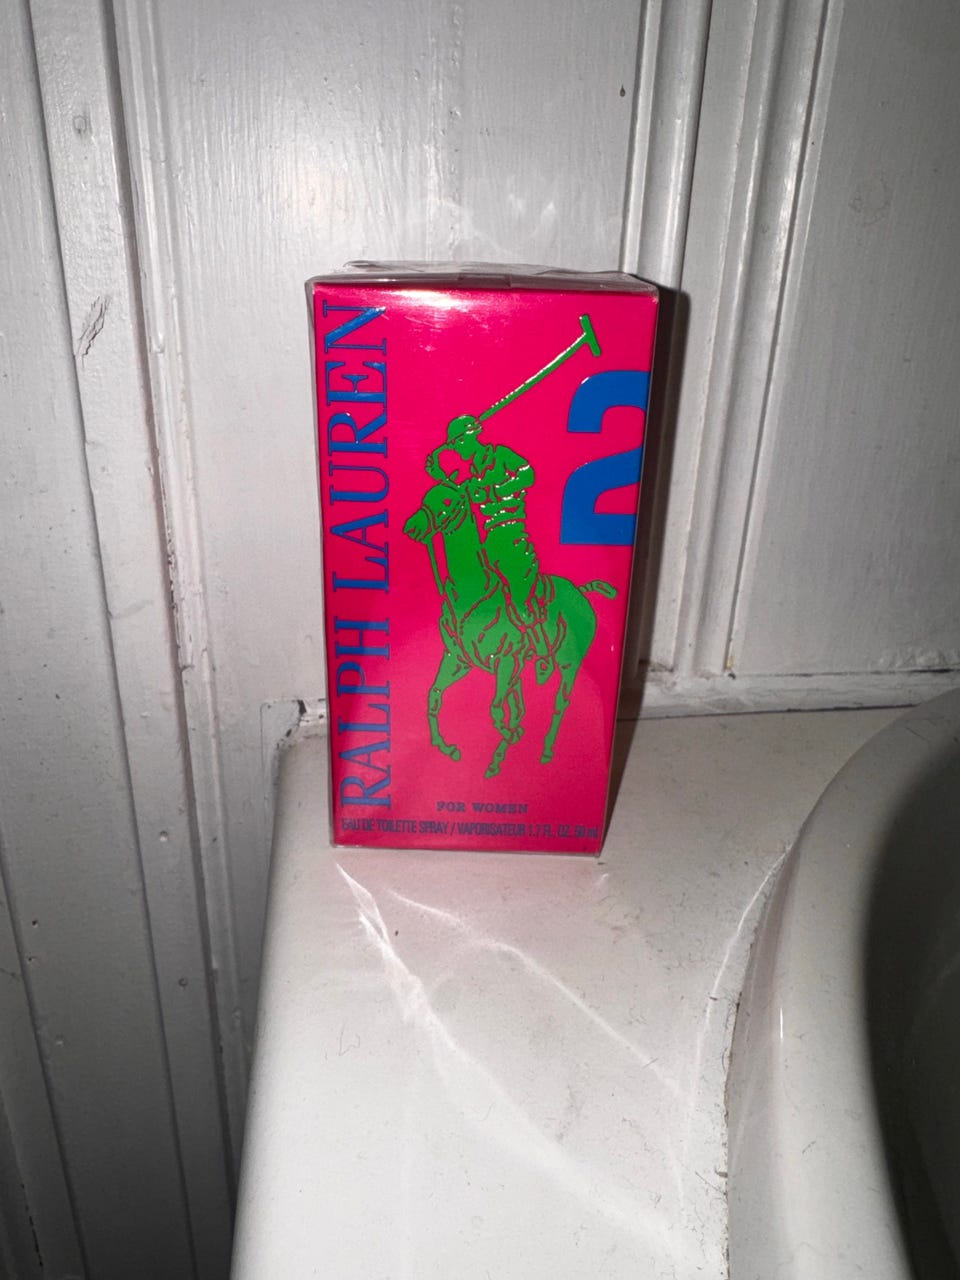 RALPH LAUREN
2
FOR WOMEN
EAU DE TOILETTE SPRAY / VAPORISATEUR 1.7 FL. OZ. 50 ml